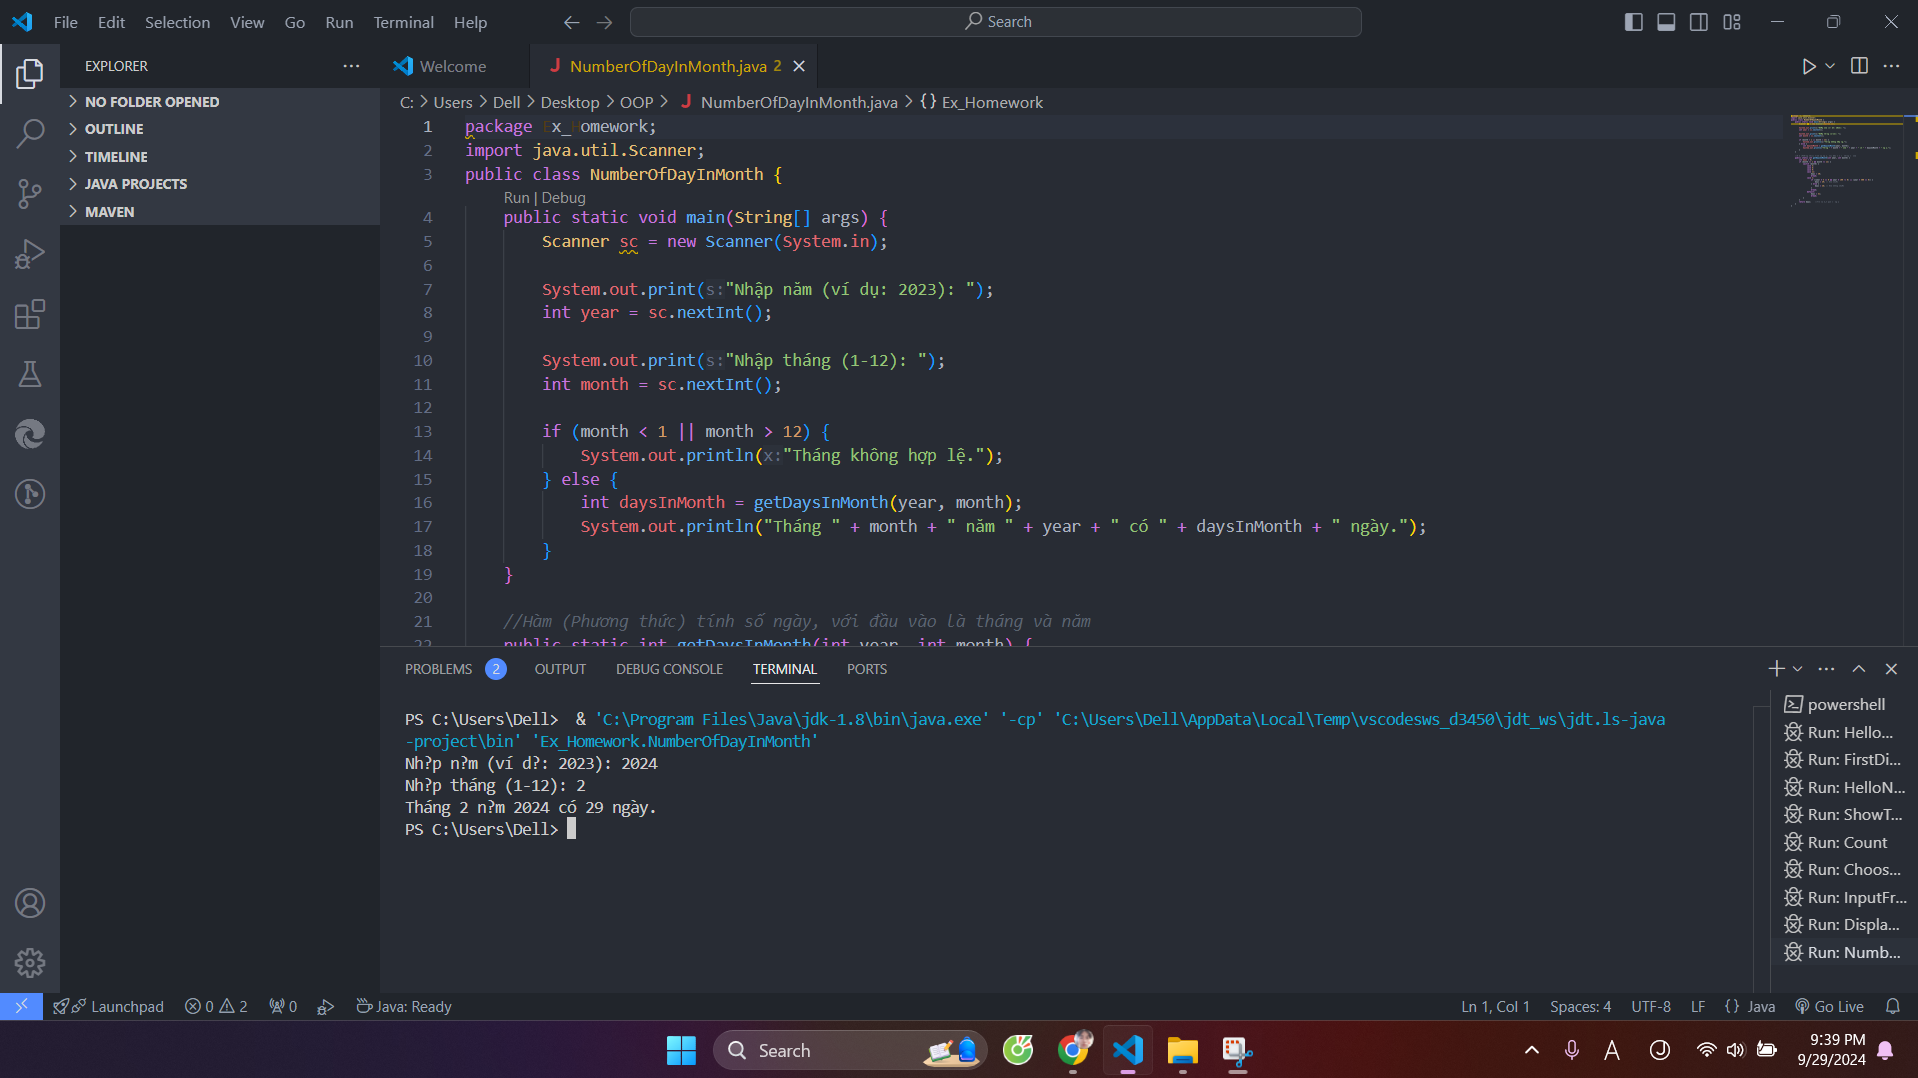 File Edit Selection View Go Run Terminal Help
Search
EXPLORER
NO FOLDER OPENED
OUTLINE
TIMELINE
JAVA PROJECTS
MAVEN
Welcome
J NumberOfDayInMonth.java 2
C: > Users > Dell > Desktop > OOP > J NumberOfDayInMonth.java > {} Ex_Homework
1 package Ex_Homework;
2 import java.util.Scanner;
3 public class NumberOfDayInMonth {
Run | Debug
4 public static void main(String[] args) {
5 Scanner sc = new Scanner(System.in);
6
7 System.out.print(s:"Nhập năm (ví dụ: 2023): ");
8 int year = sc.nextInt();
9
10 System.out.print(s:"Nhập tháng (1-12): ");
11 int month = sc.nextInt();
12
13 if (month < 1 || month > 12) {
14 System.out.println(x:"Tháng không hợp lệ.");
15 } else {
16 int daysInMonth = getDaysInMonth(year, month);
17 System.out.println("Tháng " + month + " năm " + year + " có " + daysInMonth + " ngày.");
18 }
19 }
20
21 //Hàm (Phương thức) tính số ngày, với đầu vào là tháng và năm
22 public static int getDaysInMonth(int year, int month) {
PROBLEMS 2 OUTPUT DEBUG CONSOLE TERMINAL PORTS
PS C:\Users\Dell> & 'C:\Program Files\Java\jdk-1.8\bin\java.exe' '-cp' 'C:\Users\Dell\AppData\Local\Temp\vscodesws_d3450\jdt_ws\jdt.ls-java
-project\bin' 'Ex_Homework.NumberOfDayInMonth'
Nh?p n?m (ví d?: 2023): 2024
Nh?p tháng (1-12): 2
Tháng 2 n?m 2024 có 29 ngày.
PS C:\Users\Dell>
powershell
Run: Hello...
Run: FirstDi...
Run: HelloN...
Run: ShowT...
Run: Count
Run: Choos...
Run: InputFr...
Run: Displa...
Run: Numb...
Launchpad 0 2 0 Java: Ready
Ln 1, Col 1 Spaces: 4 UTF-8 LF {} Java Go Live
Search
A J
9:39 PM
9/29/2024